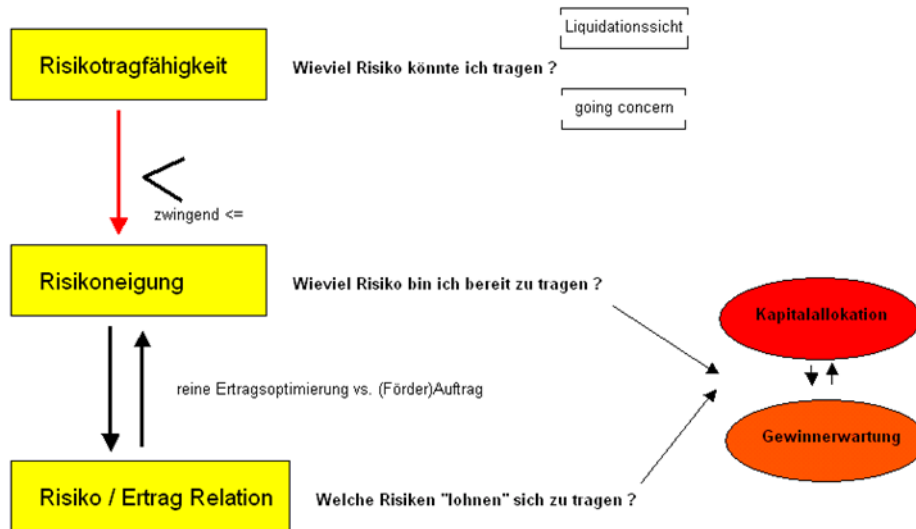 Liquidationssicht
Risikotragfähigkeit
Wieviel Risiko könnte ich tragen ?
going concern
zwingend <=
Risikoneigung
Wieviel Risiko bin ich bereit zu tragen ?
Kapitalallokation
reine Ertragsoptimierung vs. (Förder)Auftrag
Gewinnerwartung
Risiko / Ertrag Relation
Welche Risiken "lohnen" sich zu tragen ?